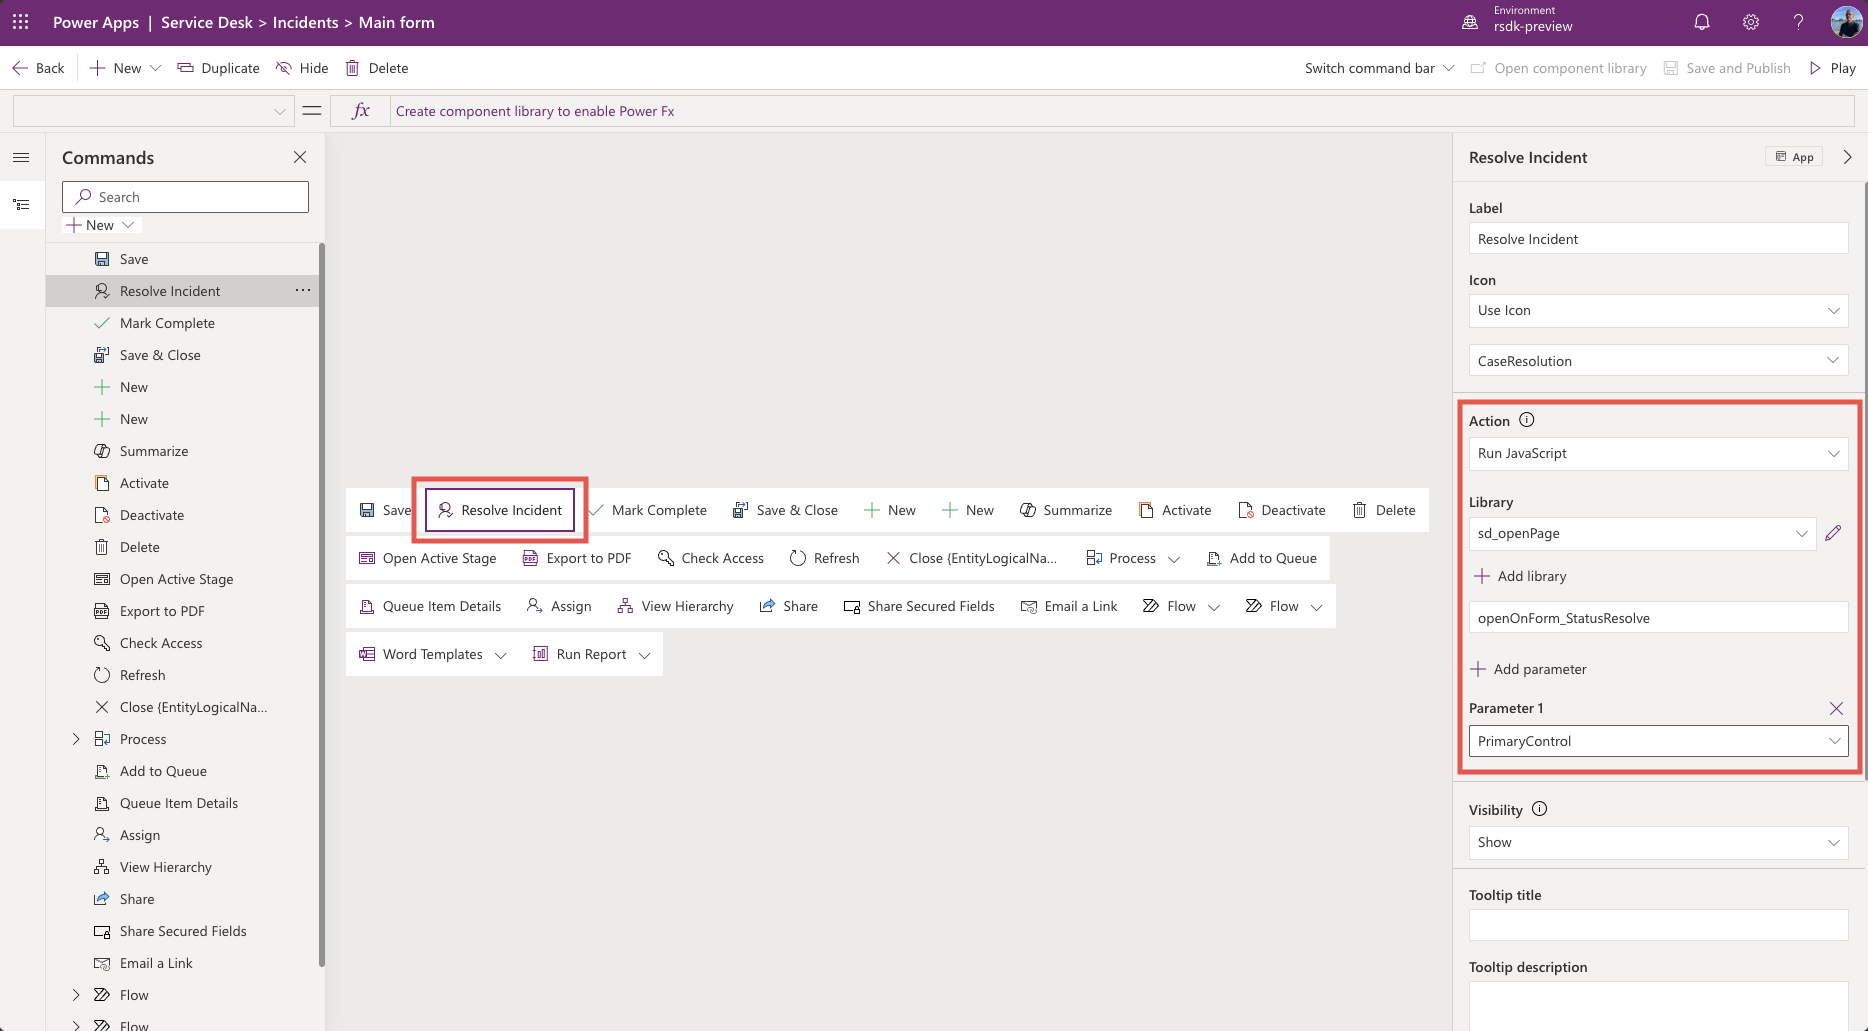 Power Apps | Service Desk > Incidents > Main form
Environment
rsdk-preview
Back
New
Duplicate
Hide
Delete
Switch command bar
Open component library
Save and Publish
Play
fx
Create component library to enable Power Fx
Commands
Search
New
Save
Resolve Incident
Mark Complete
Save & Close
New
New
Summarize
Activate
Deactivate
Delete
Open Active Stage
Export to PDF
Check Access
Refresh
Close {EntityLogicalNa...
Process
Add to Queue
Queue Item Details
Assign
View Hierarchy
Share
Share Secured Fields
Email a Link
Flow
Flow
Save Resolve Incident Mark Complete Save & Close New New Summarize Activate Deactivate Delete
Open Active Stage Export to PDF Check Access Refresh Close {EntityLogicalNa... Process Add to Queue
Queue Item Details Assign View Hierarchy Share Share Secured Fields Email a Link Flow Flow
Word Templates Run Report
Resolve Incident
App
Label
Resolve Incident
Icon
Use Icon
CaseResolution
Action
Run JavaScript
Library
sd_openPage
Add library
openOnForm_StatusResolve
Add parameter
Parameter 1
PrimaryControl
Visibility
Show
Tooltip title
Tooltip description